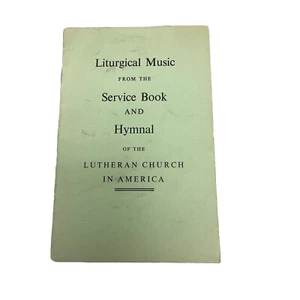 Liturgical Music
FROM THE
Service Book
AND
Hymnal
OF THE
LUTHERAN CHURCH
IN AMERICA